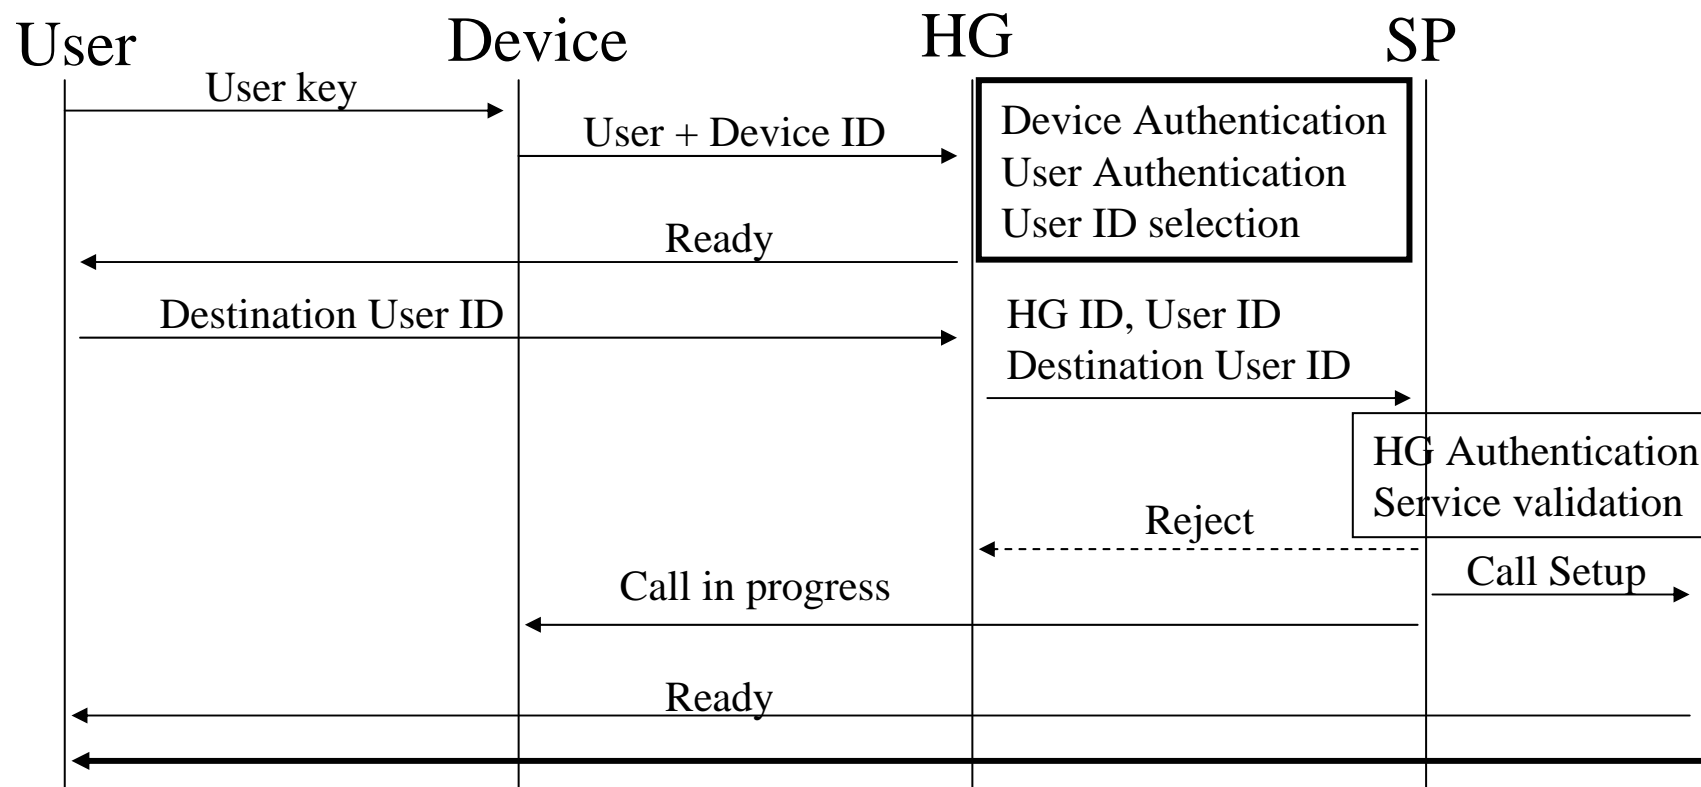 User Device HG SP
User key
User + Device ID
Device Authentication
User Authentication
User ID selection
Ready
Destination User ID
HG ID, User ID
Destination User ID
HG Authentication
Service validation
Reject
Call Setup
Call in progress
Ready